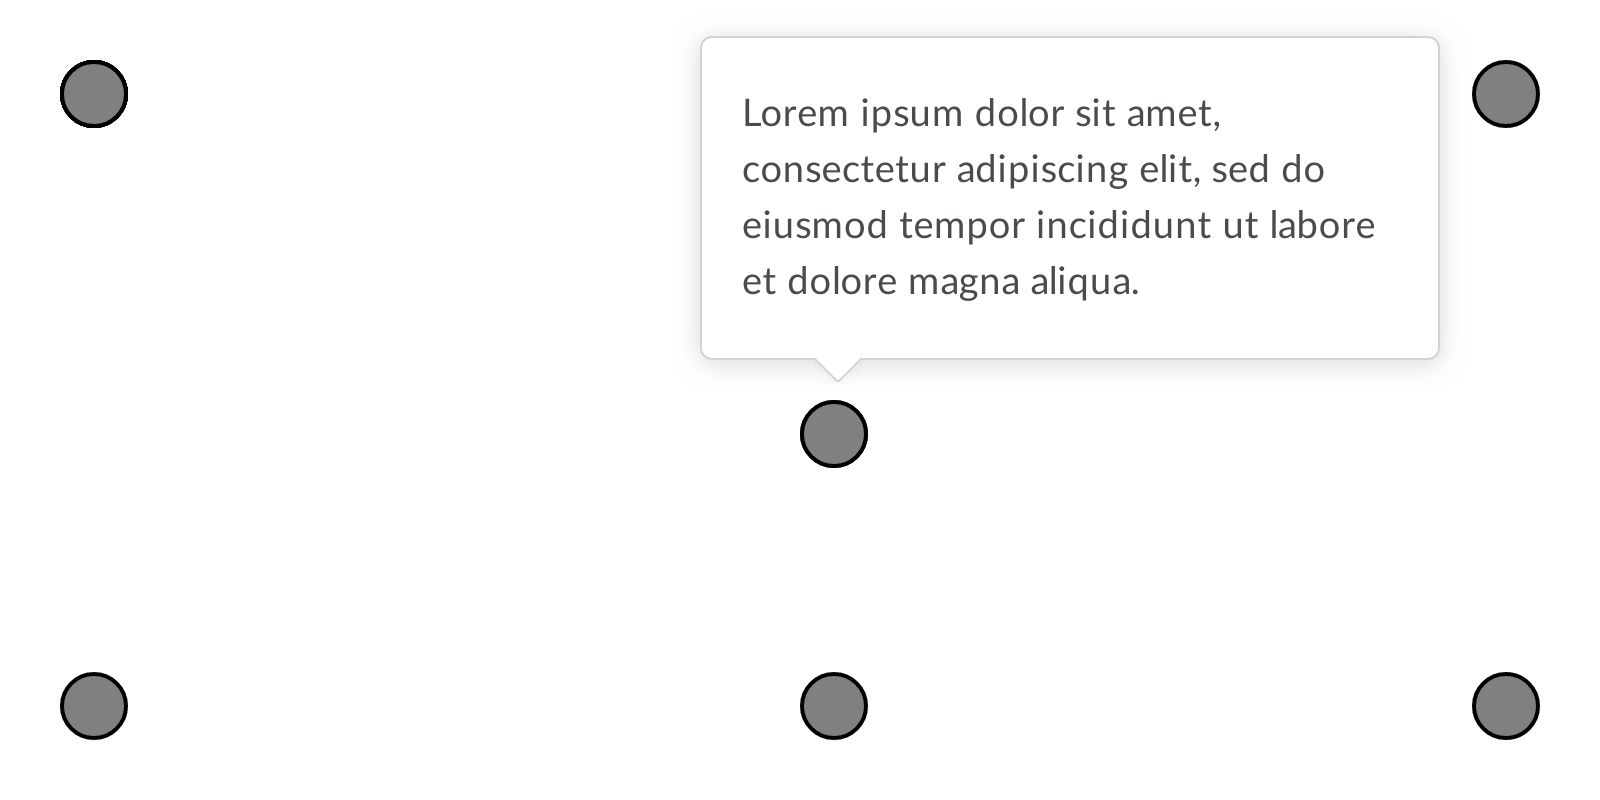 Lorem ipsum dolor sit amet,
consectetur adipiscing elit, sed do
eiusmod tempor incididunt ut labore
et dolore magna aliqua.